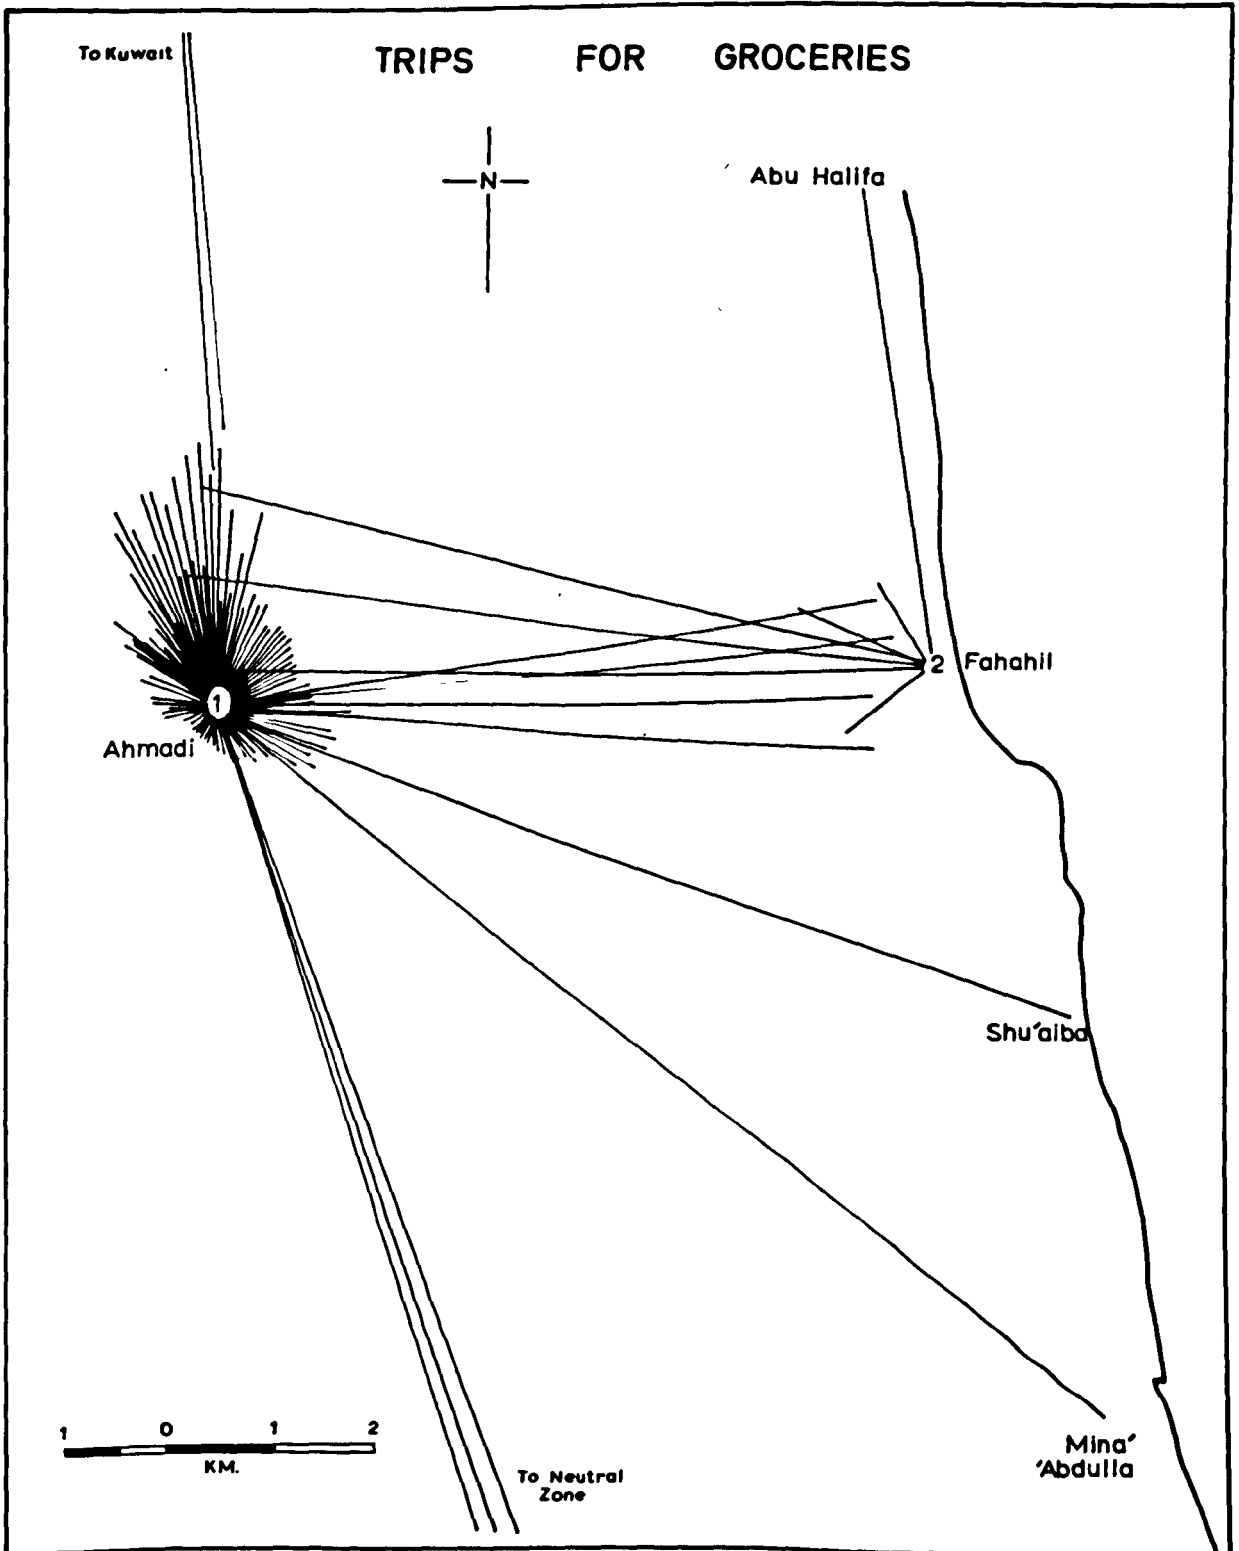 To Kuwait
TRIPS FOR GROCERIES
N
Abu Halifa
2 Fahahil
1
Ahmadi
Shu'aiba
1 0 1 2
KM.
Mina'
'Abdulla
To Neutral
Zone